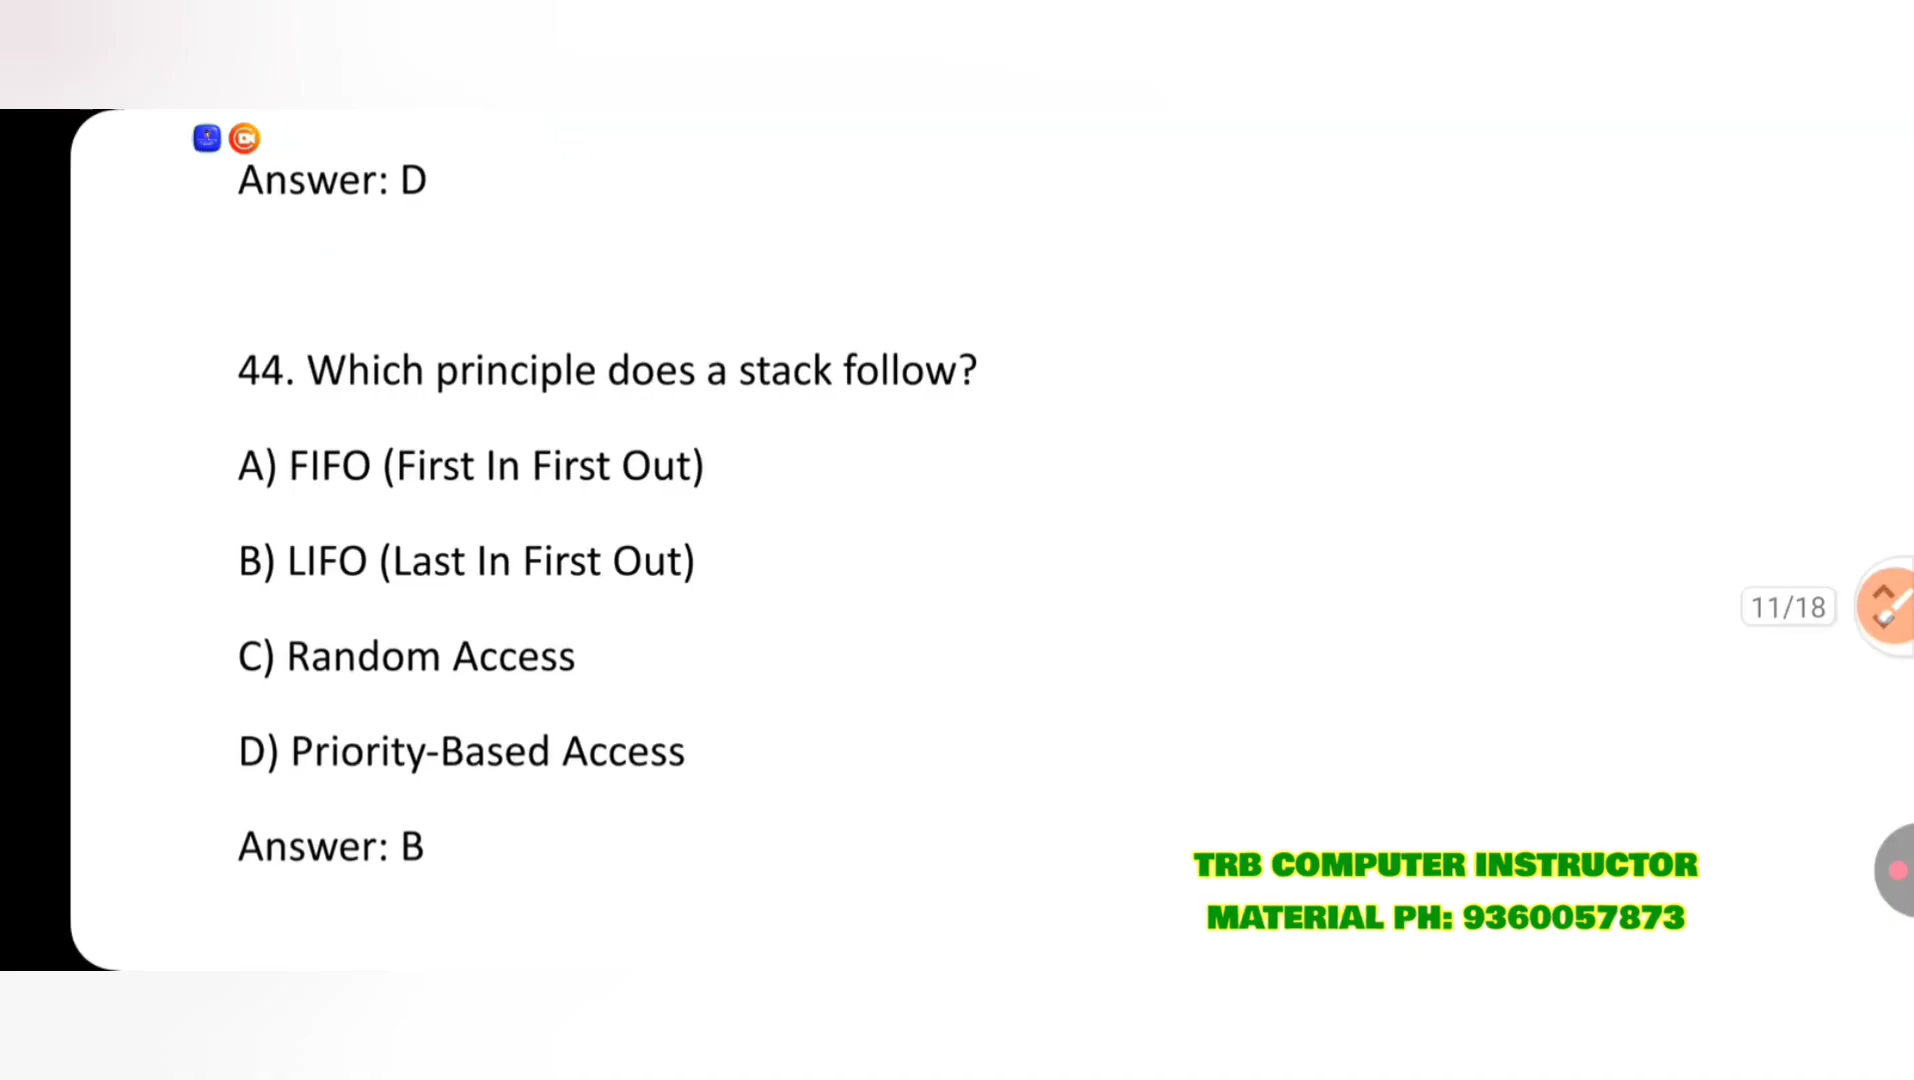 Answer: D
44. Which principle does a stack follow?
A) FIFO (First In First Out)
B) LIFO (Last In First Out)
C) Random Access
11/18
D) Priority-Based Access
Answer: B
TRB COMPUTER INSTRUCTOR
MATERIAL PH: 9360057873